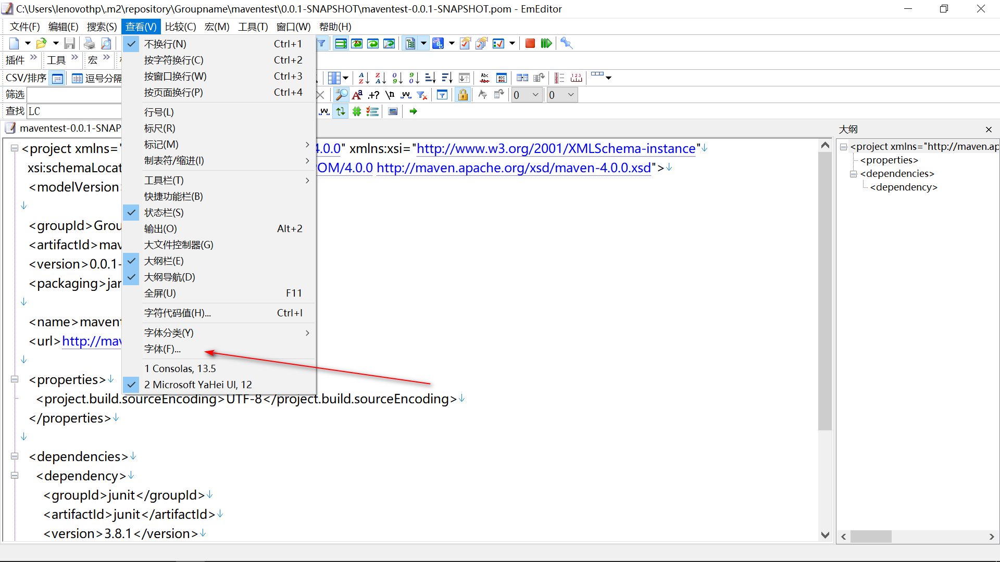 C:\Users\lenovothp\.m2\repository\Groupname\maventest\0.0.1-SNAPSHOT\maventest-0.0.1-SNAPSHOT.pom - EmEditor
文件(F) 编辑(E) 搜索(S) 查看(V) 比较(C) 宏(M) 工具(T) 窗口(W) 帮助(H)
插件 工具 宏
CSV/排序 逗号分隔
筛选 0 0
查找 LC
maventest-0.0.1-SNAP
不换行(N) Ctrl+1
按字符换行(C) Ctrl+2
按窗口换行(W) Ctrl+3
按页面换行(P) Ctrl+4
行号(L)
标尺(R)
标记(M)
制表符/缩进(I)
工具栏(T)
快捷功能栏(B)
状态栏(S)
输出(O) Alt+2
大文件控制器(G)
大纲栏(E)
大纲导航(D)
全屏(U) F11
字符代码值(H)... Ctrl+I
字体分类(Y)
字体(F)...
1 Consolas, 13.5
2 Microsoft YaHei UI, 12
<project xmlns=" 4.0.0" xmlns:xsi="http://www.w3.org/2001/XMLSchema-instance"↓
xsi:schemaLocat OM/4.0.0 http://maven.apache.org/xsd/maven-4.0.0.xsd">↓
<modelVersion
↓
<groupId>Grou
<artifactId>mav
<version>0.0.1-
<packaging>jar
↓
<name>mavent
<url>http://mav
↓
<properties>↓
<project.build.sourceEncoding>UTF-8</project.build.sourceEncoding>↓
</properties>↓
↓
<dependencies>↓
<dependency>↓
<groupId>junit</groupId>↓
<artifactId>junit</artifactId>↓
<version>3.8.1</version>↓
大纲
<project xmlns="http://maven.ap
<properties>
<dependencies>
<dependency>